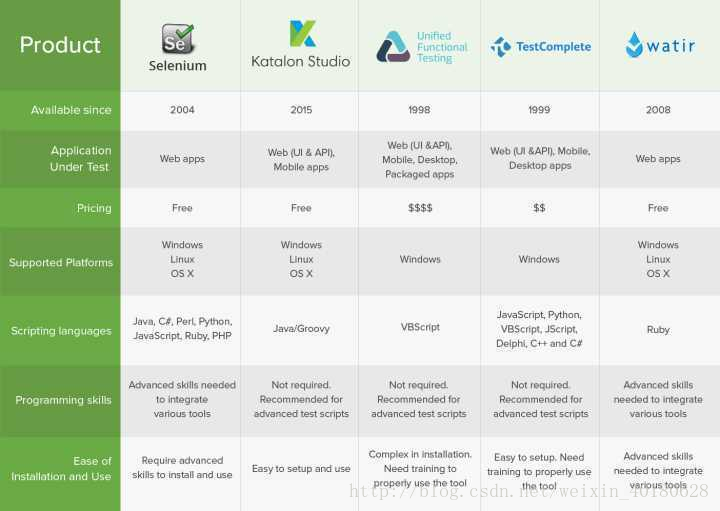 Product
Se
Selenium
Katalon Studio
Unified
Functional
Testing
TestComplete
watir
Available since
2004
2015
1998
1999
2008
Application
Under Test
Web apps
Web (UI & API),
Mobile apps
Web (UI &API),
Mobile, Desktop,
Packaged apps
Web (UI &API), Mobile,
Desktop apps
Web apps
Pricing
Free
Free
$$$$
$$
Free
Supported Platforms
Windows
Linux
OS X
Windows
Linux
OS X
Windows
Windows
Windows
Linux
OS X
Scripting languages
Java, C#, Perl, Python,
JavaScript, Ruby, PHP
Java/Groovy
VBScript
JavaScript, Python,
VBScript, JScript,
Delphi, C++ and C#
Ruby
Programming skills
Advanced skills needed
to integrate
various tools
Not required.
Recommended for
advanced test scripts
Not required.
Recommended for
advanced test scripts
Not required.
Recommended for
advanced test scripts
Advanced skills
needed to integrate
various tools
Ease of
Installation and Use
Require advanced
skills to install and use
Easy to setup and use
Complex in installation.
Need training to
properly use the tool
Easy to setup. Need
training to properly use
the tool
Advanced skills
needed to integrate
various tools
http://blog.csdn.net/weixin_40180628